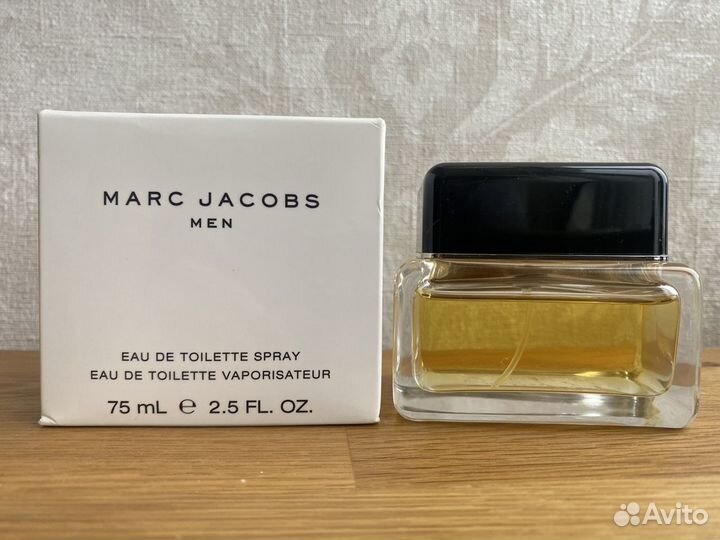 MARC JACOBS
MEN
EAU DE TOILETTE SPRAY
EAU DE TOILETTE VAPORISATEUR
75 mL ℮ 2.5 FL. OZ.
Avito